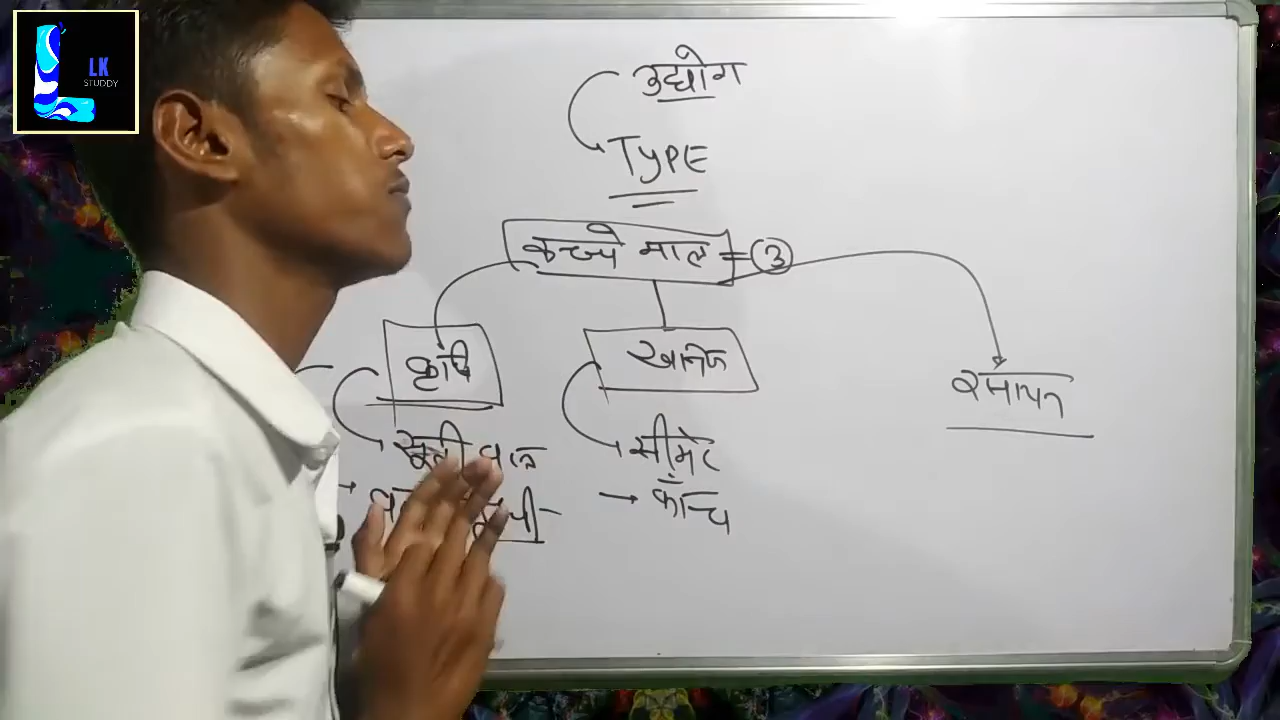 LK
STUDDY
उद्योग
TYPE
कच्चे माल = ③
कृषि
खनिज
रसायन
सूती वस्त्र
सीमेंट
→ काँच